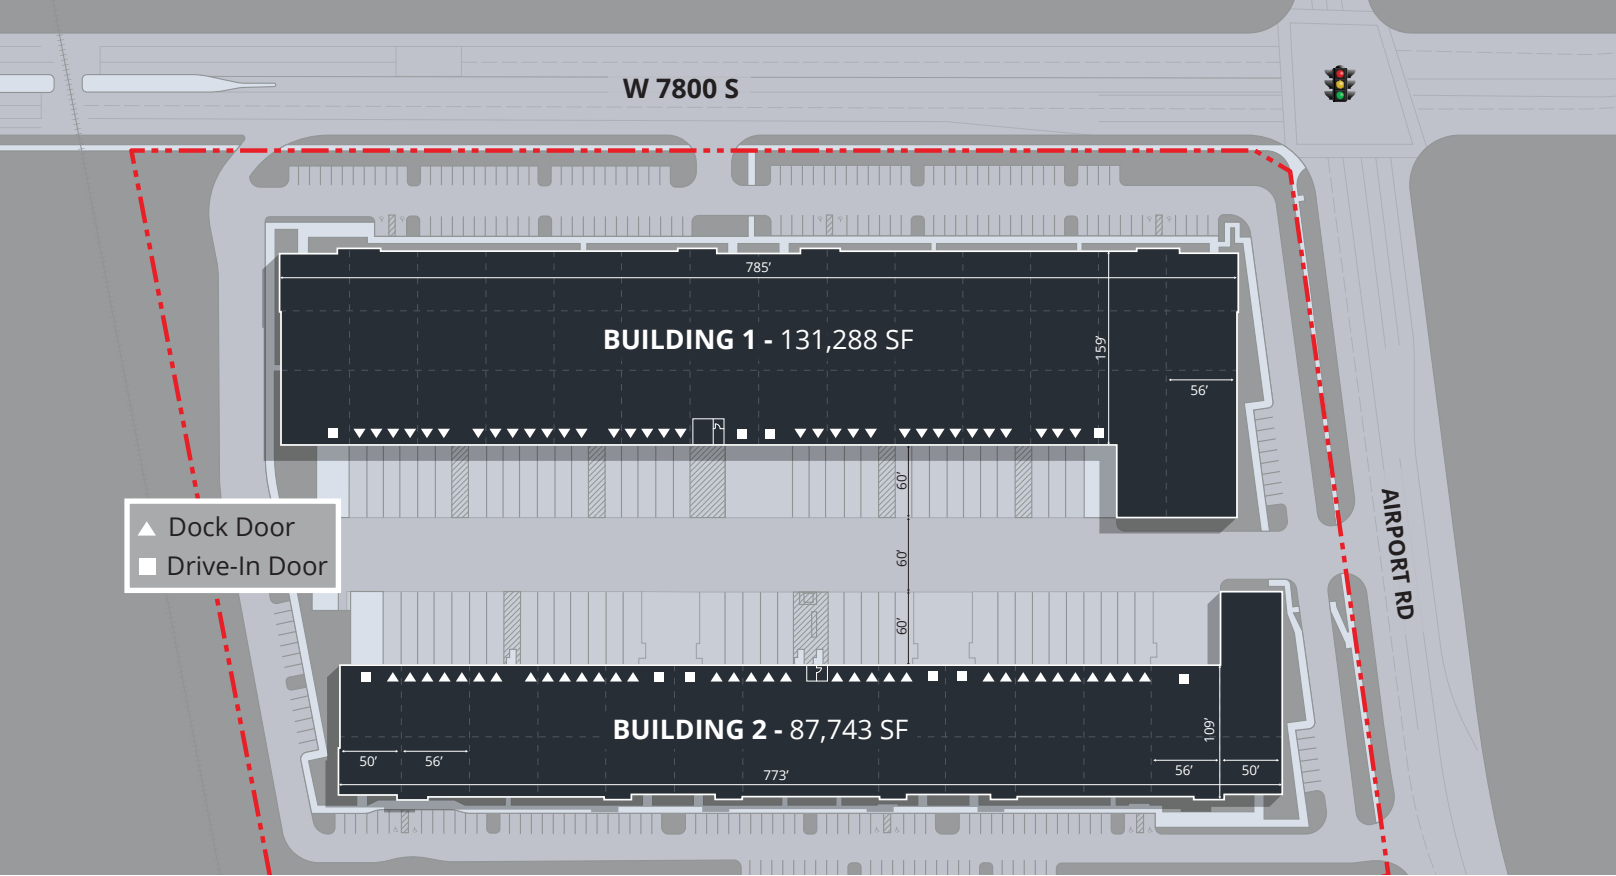 W 7800 S
785’
BUILDING 1 - 131,288 SF
159’
56’
60’
60’
60’
Dock Door
Drive-In Door
AIRPORT RD
BUILDING 2 - 87,743 SF
109’
50’
56’
773’
56’
50’